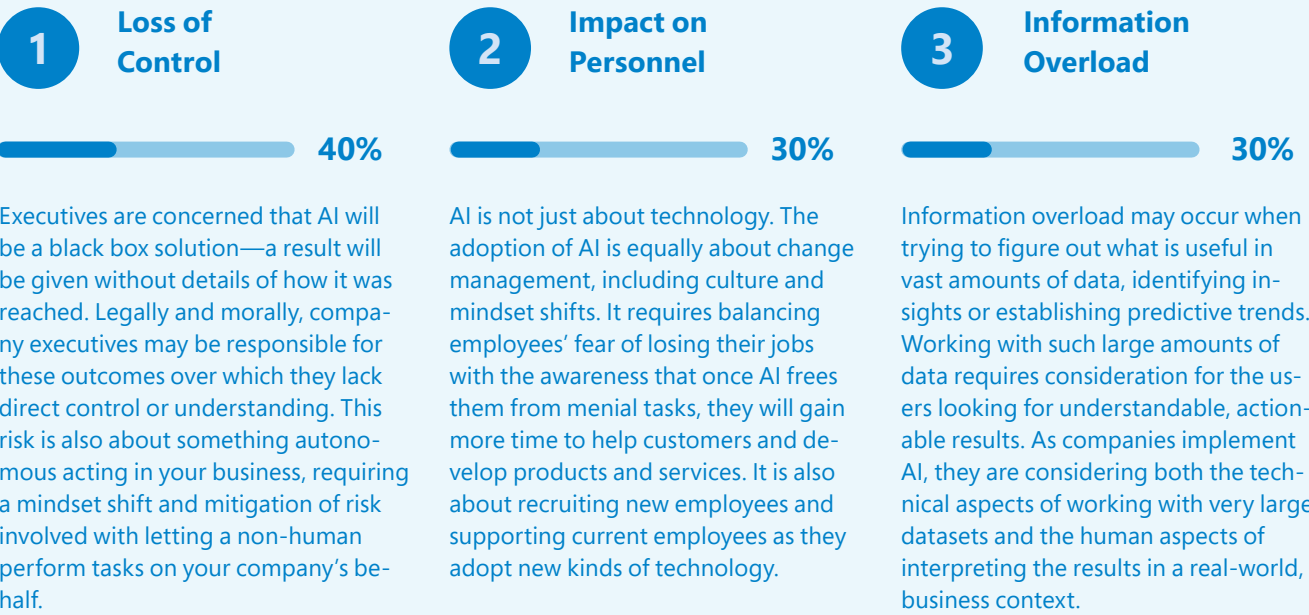 1
Loss of
Control
40%
Executives are concerned that AI will
be a black box solution—a result will
be given without details of how it was
reached. Legally and morally, compa-
ny executives may be responsible for
these outcomes over which they lack
direct control or understanding. This
risk is also about something autono-
mous acting in your business, requiring
a mindset shift and mitigation of risk
involved with letting a non-human
perform tasks on your company's be-
half.
2
Impact on
Personnel
30%
AI is not just about technology. The
adoption of AI is equally about change
management, including culture and
mindset shifts. It requires balancing
employees' fear of losing their jobs
with the awareness that once AI frees
them from menial tasks, they will gain
more time to help customers and de-
velop products and services. It is also
about recruiting new employees and
supporting current employees as they
adopt new kinds of technology.
3
Information
Overload
30%
Information overload may occur when
trying to figure out what is useful in
vast amounts of data, identifying in-
sights or establishing predictive trends.
Working with such large amounts of
data requires consideration for the us-
ers looking for understandable, action-
able results. As companies implement
AI, they are considering both the tech-
nical aspects of working with very large
datasets and the human aspects of
interpreting the results in a real-world,
business context.